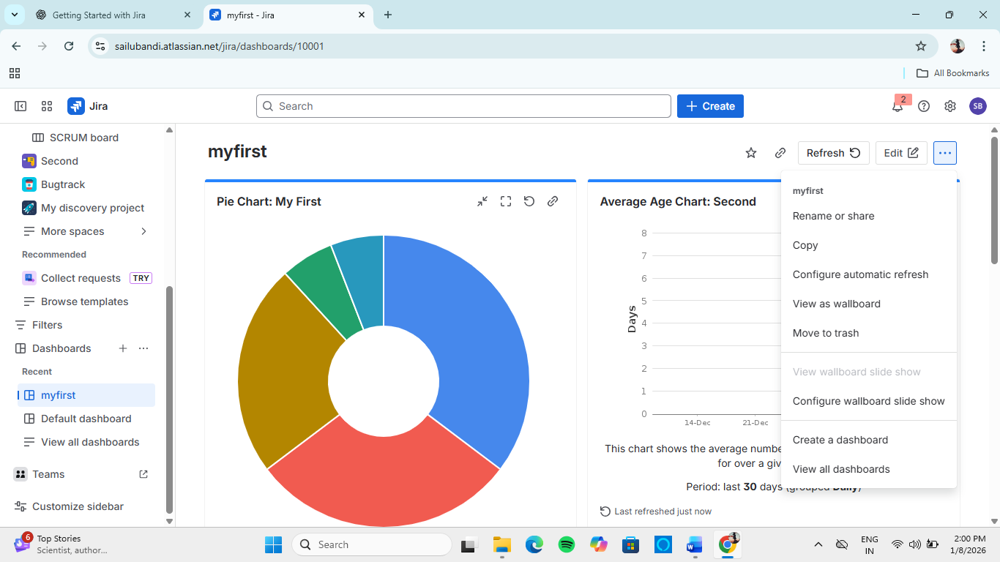 Getting Started with Jira
myfirst - Jira
sailubandi.atlassian.net/jira/dashboards/10001
All Bookmarks
Jira
Search
Create
2
SB
SCRUM board
Second
Bugtrack
My discovery project
More spaces
Recommended
Collect requests TRY
Browse templates
Filters
Dashboards
Recent
myfirst
Default dashboard
View all dashboards
Teams
Customize sidebar
myfirst
Refresh
Edit
Pie Chart: My First
Average Age Chart: Second
8
7
6
5
4
3
2
1
0
Days
14-Dec
21-Dec
This chart shows the average numbe
for over a giv
Period: last 30 days (grouped Daily)
Last refreshed just now
myfirst
Rename or share
Copy
Configure automatic refresh
View as wallboard
Move to trash
View wallboard slide show
Configure wallboard slide show
Create a dashboard
View all dashboards
6
Top Stories
Scientist, author...
Search
ENG
IN
2:00 PM
1/8/2026